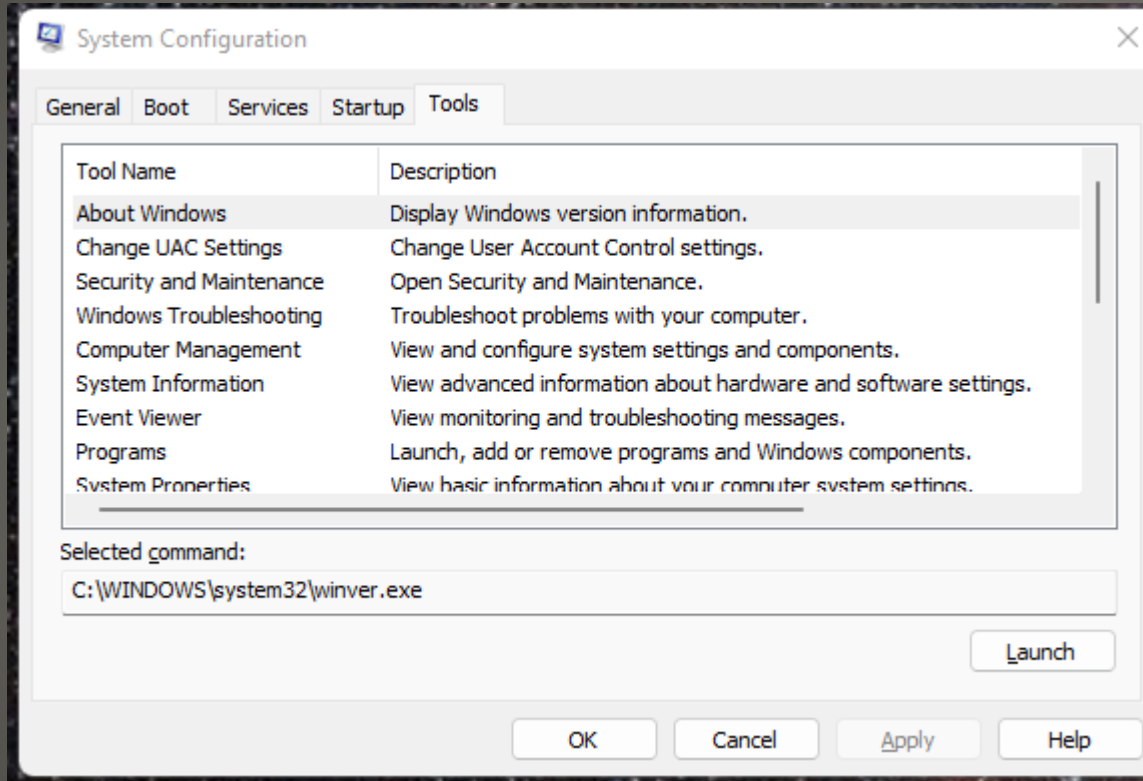 System Configuration
General Boot Services Startup Tools
Tool Name Description
About Windows Display Windows version information.
Change UAC Settings Change User Account Control settings.
Security and Maintenance Open Security and Maintenance.
Windows Troubleshooting Troubleshoot problems with your computer.
Computer Management View and configure system settings and components.
System Information View advanced information about hardware and software settings.
Event Viewer View monitoring and troubleshooting messages.
Programs Launch, add or remove programs and Windows components.
System Properties View basic information about your computer system settings.
Selected command:
C:\WINDOWS\system32\winver.exe
Launch
OK Cancel Apply Help